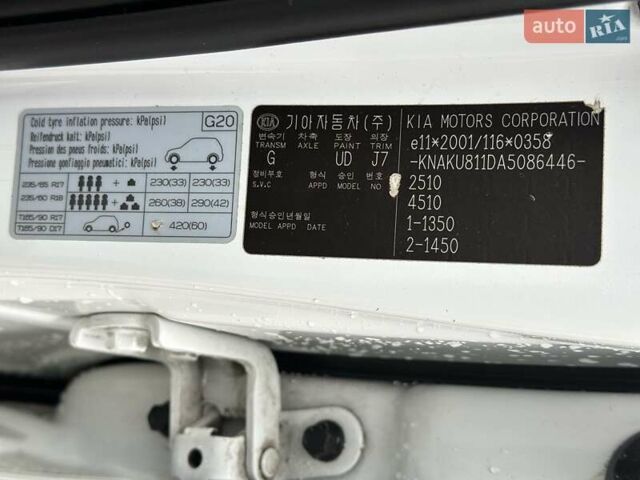 auto RIA.com
Cold tyre inflation pressure: kPa(psi) G20
Reifendruck kalt: kPa(psi)
Pression des pneus froids: kPa(psi)
Pressione gonfiaggio pneumatici: kPa(psi)
235/65 R17 230(33) 230(33)
235/60 R18 260(38) 290(42)
T165/90 R17
T165/90 D17 420(60)
KIA 기아자동차(주)
변속기 차축 도장 의장
TRANSM AXLE PAINT TRIM
G UD J7
정비부호 형식 승인 번호
S.V.C APPD MODEL NO
형식승인년월일
MODEL APPD DATE
KIA MOTORS CORPORATION
e11*2001/116*0358
-KNAKU811DA5086446-
2510
4510
1-1350
2-1450